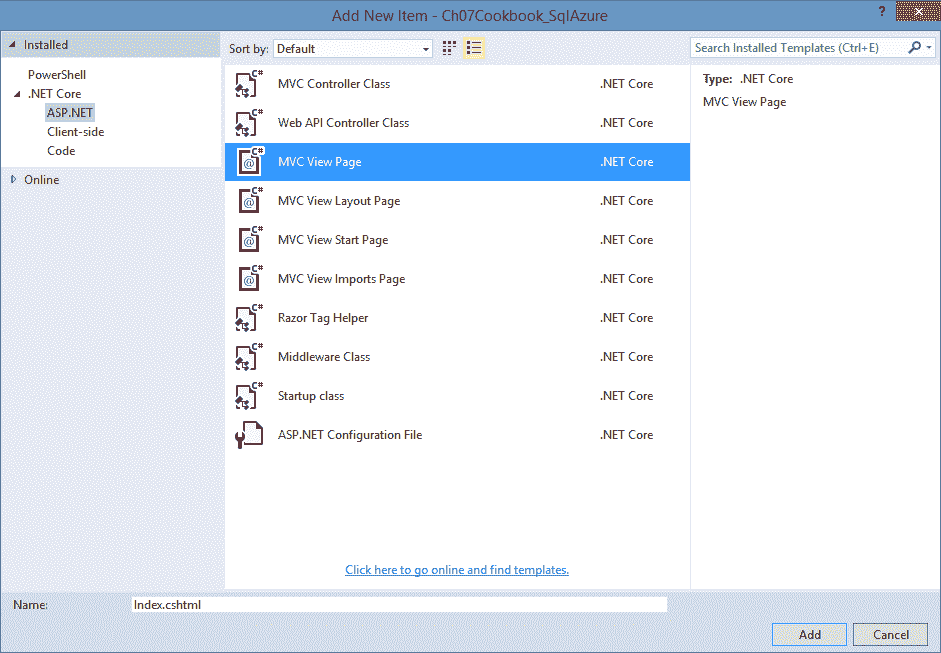 Add New Item - Ch07Cookbook_SqlAzure
?
Installed
PowerShell
.NET Core
ASP.NET
Client-side
Code
Online
Sort by: Default
Search Installed Templates (Ctrl+E)
C# MVC Controller Class .NET Core
C# Web API Controller Class .NET Core
C# @ MVC View Page .NET Core
C# @ MVC View Layout Page .NET Core
C# @ MVC View Start Page .NET Core
C# @ MVC View Imports Page .NET Core
C# Razor Tag Helper .NET Core
C# Middleware Class .NET Core
C# Startup class .NET Core
ASP.NET Configuration File .NET Core
Click here to go online and find templates.
Type: .NET Core
MVC View Page
Name: Index.cshtml
Add Cancel